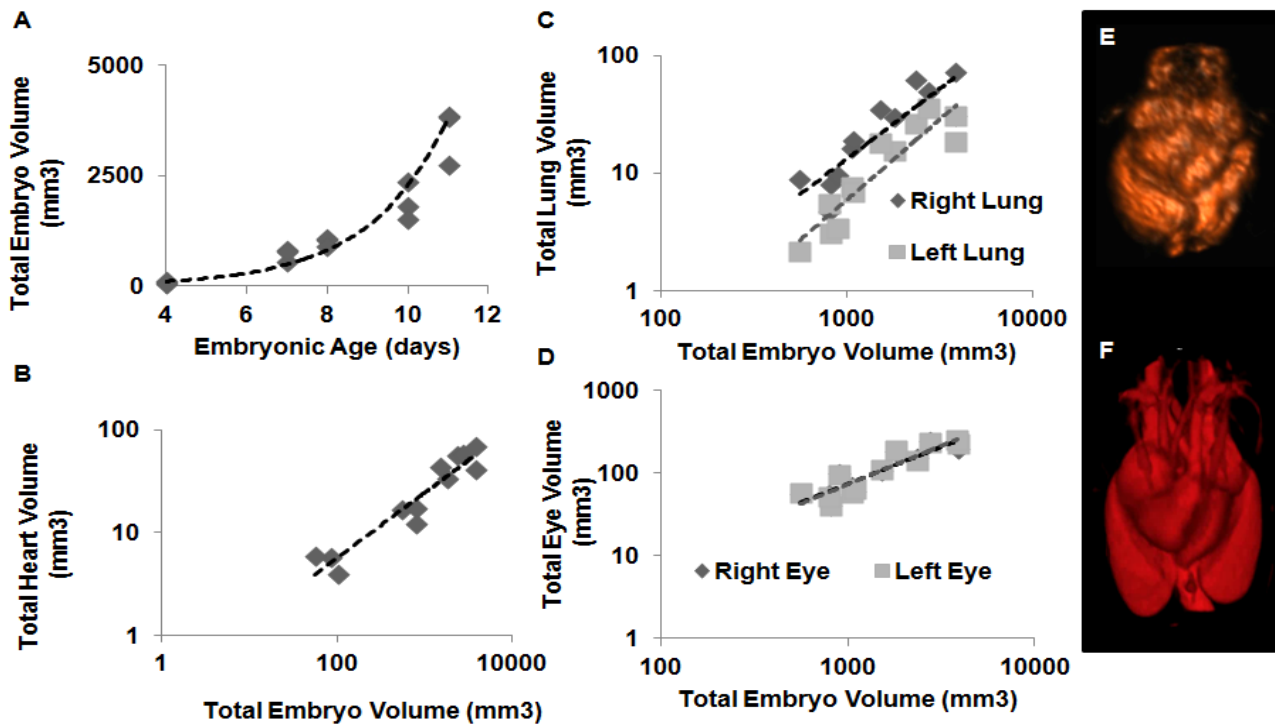 A
Total Embryo Volume
(mm3)
5000
2500
0
4
6
8
10
12
Embryonic Age (days)
B
Total Heart Volume
(mm3)
100
10
1
1
100
10000
Total Embryo Volume (mm3)
C
Total Lung Volume
(mm3)
100
10
1
Right Lung
Left Lung
100
1000
10000
Total Embryo Volume (mm3)
D
Total Eye Volume
(mm3)
1000
100
10
1
Right Eye
Left Eye
100
1000
10000
Total Embryo Volume (mm3)
E
F